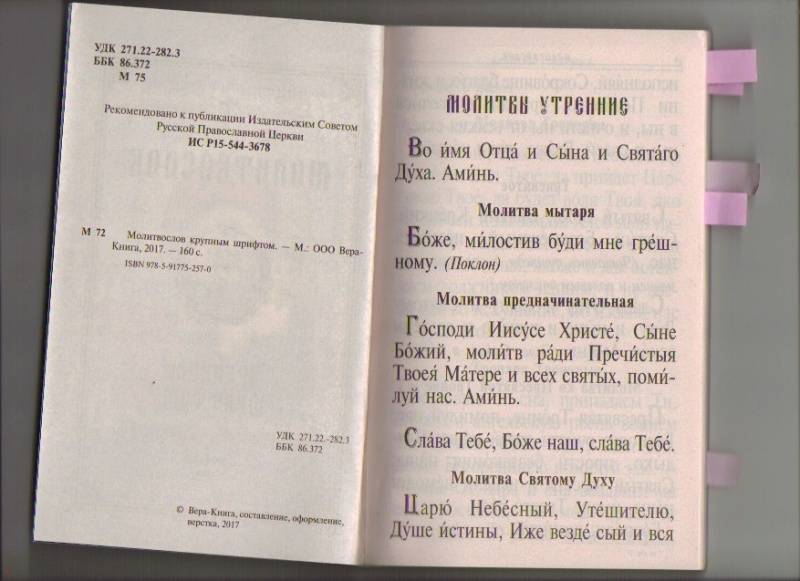 УДК 271.22-282.3
ББК 86.372
М 75
Рекомендовано к публикации Издательским Советом
Русской Православной Церкви
ИС Р15-544-3678
М 72 Молитвослов крупным шрифтом. — М.: ООО Вера-
Книга, 2017. — 160 с.
ISBN 978-5-91775-257-0
УДК 271.22.-282.3
ББК 86.372
© Вера-Книга, составление, оформление,
верстка, 2017
МОЛИТВЫ УТРЕННИЕ
Во и́мя Отца́ и Сы́на и Свята́го
Ду́ха. Ами́нь.
Молитва мытаря
Бо́же, ми́лостив бу́ди мне гре́ш-
ному. (Поклон)
Молитва предначинательная
Го́споди Иису́се Христе́, Сы́не
Бо́жий, моли́тв ра́ди Пречи́стыя
Твоея́ Ма́тере и всех святы́х, поми́-
луй нас. Ами́нь.
Сла́ва Тебе́, Бо́же наш, сла́ва Тебе́.
Молитва Святому Духу
Царю́ Небе́сный, Уте́шителю,
Ду́ше и́стины, Иже везде́ сый и вся